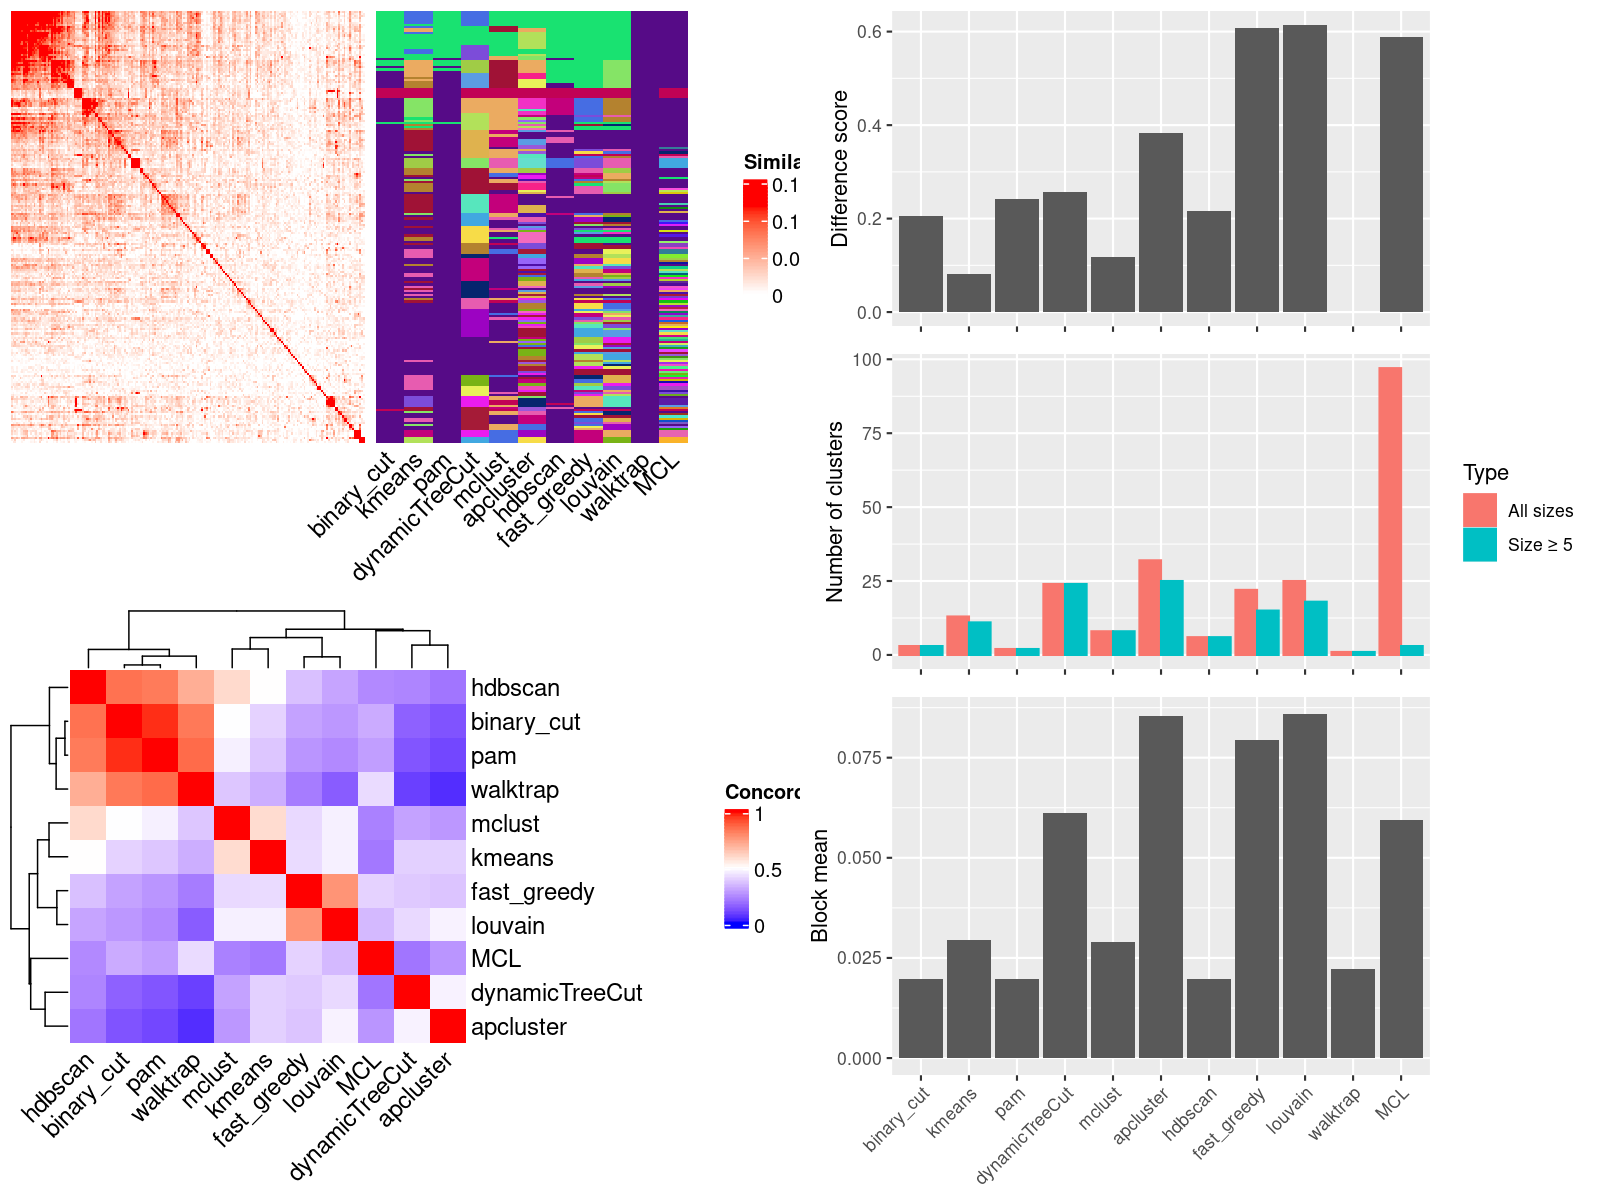 Simila
0.1
0.1
0.0
0
binary_cut
kmeans
pam
dynamicTreeCut
mclust
apcluster
hdbscan
fast_greedy
louvain
walktrap
MCL
hdbscan
binary_cut
pam
walktrap
mclust
kmeans
fast_greedy
louvain
MCL
dynamicTreeCut
apcluster
hdbscan
binary_cut
pam
walktrap
mclust
kmeans
fast_greedy
louvain
MCL
dynamicTreeCut
apcluster
Concord
1
0.5
0
Difference score
0.6
0.4
0.2
0.0
Number of clusters
100
75
50
25
0
Type
All sizes
Size ≥ 5
Block mean
0.075
0.050
0.025
0.000
binary_cut
kmeans
pam
dynamicTreeCut
mclust
apcluster
hdbscan
fast_greedy
louvain
walktrap
MCL